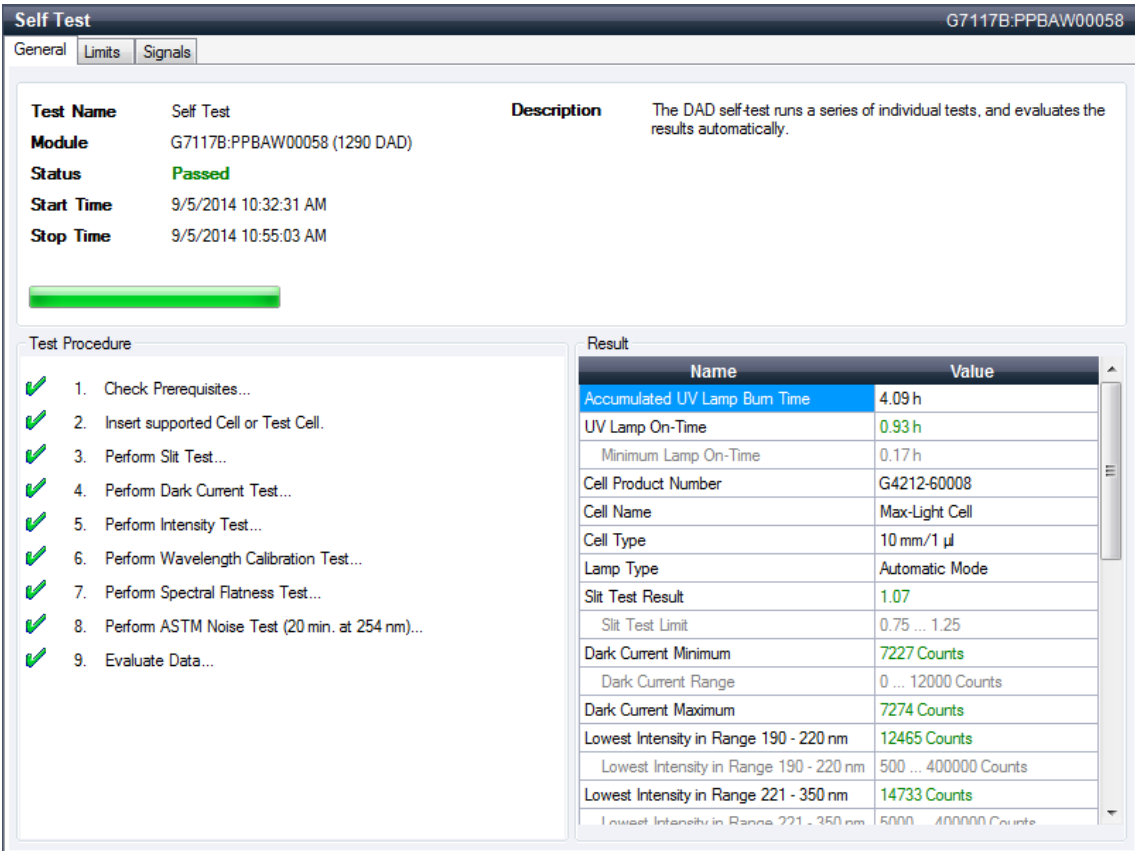 Self Test G7117B:PPBAW00058
General Limits Signals
Test Name Self Test
Module G7117B:PPBAW00058 (1290 DAD)
Status Passed
Start Time 9/5/2014 10:32:31 AM
Stop Time 9/5/2014 10:55:03 AM
Description The DAD self-test runs a series of individual tests, and evaluates the
results automatically.
Test Procedure
1. Check Prerequisites...
2. Insert supported Cell or Test Cell.
3. Perform Slit Test...
4. Perform Dark Current Test...
5. Perform Intensity Test...
6. Perform Wavelength Calibration Test...
7. Perform Spectral Flatness Test...
8. Perform ASTM Noise Test (20 min. at 254 nm)...
9. Evaluate Data...
Result
Name Value
Accumulated UV Lamp Burn Time 4.09 h
UV Lamp On-Time 0.93 h
Minimum Lamp On-Time 0.17 h
Cell Product Number G4212-60008
Cell Name Max-Light Cell
Cell Type 10 mm/1 µl
Lamp Type Automatic Mode
Slit Test Result 1.07
Slit Test Limit 0.75 ... 1.25
Dark Current Minimum 7227 Counts
Dark Current Range 0 ... 12000 Counts
Dark Current Maximum 7274 Counts
Lowest Intensity in Range 190 - 220 nm 12465 Counts
Lowest Intensity in Range 190 - 220 nm 500 ... 400000 Counts
Lowest Intensity in Range 221 - 350 nm 14733 Counts
Lowest Intensity in Range 221 - 350 nm 5000 ... 400000 Counts